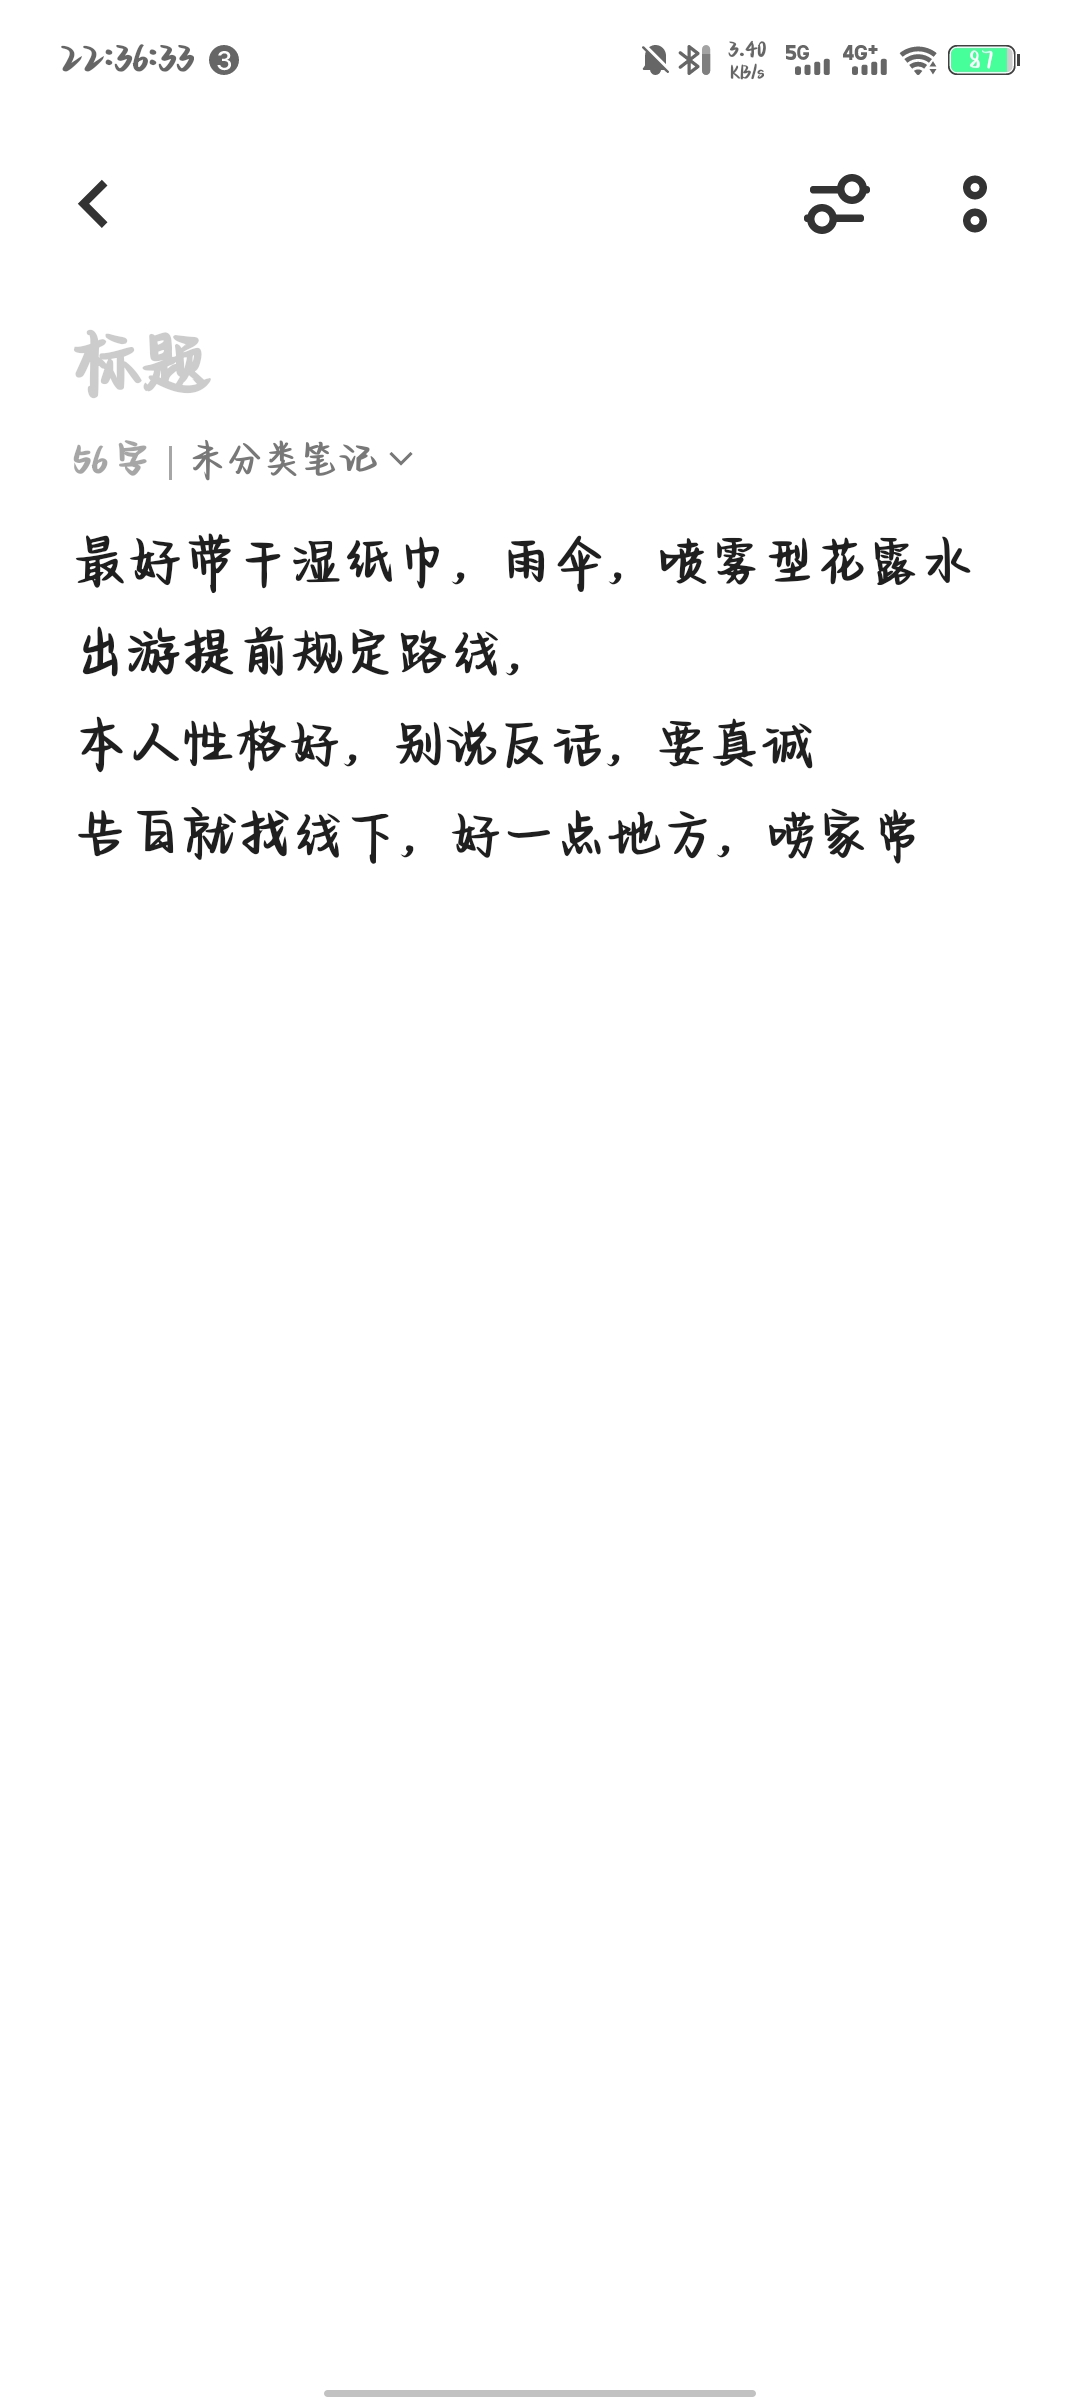 22:36:33 3 3.40 KB/s 5G 4G+ 87
标题
56字 | 未分类笔记
最好带干湿纸巾，雨伞，喷雾型花露水
出游提前规定路线，
本人性格好，别说反话，要真诚
告白就找线下，好一点地方，唠家常